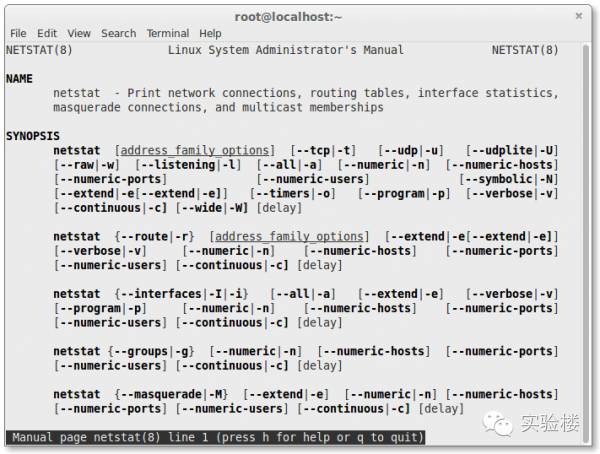 root@localhost:~
File Edit View Search Terminal Help
NETSTAT(8) Linux System Administrator's Manual NETSTAT(8)
NAME
netstat - Print network connections, routing tables, interface statistics,
masquerade connections, and multicast memberships
SYNOPSIS
netstat [address_family_options] [--tcp|-t] [--udp|-u] [--udplite|-U]
[--raw|-w] [--listening|-l] [--all|-a] [--numeric|-n] [--numeric-hosts]
[--numeric-ports] [--numeric-users] [--symbolic|-N]
[--extend|-e[--extend|-e]] [--timers|-o] [--program|-p] [--verbose|-v]
[--continuous|-c] [--wide|-W] [delay]
netstat {--route|-r} [address_family_options] [--extend|-e[--extend|-e]]
[--verbose|-v] [--numeric|-n] [--numeric-hosts] [--numeric-ports]
[--numeric-users] [--continuous|-c] [delay]
netstat {--interfaces|-I|-i} [--all|-a] [--extend|-e] [--verbose|-v]
[--program|-p] [--numeric|-n] [--numeric-hosts] [--numeric-ports]
[--numeric-users] [--continuous|-c] [delay]
netstat {--groups|-g} [--numeric|-n] [--numeric-hosts] [--numeric-ports]
[--numeric-users] [--continuous|-c] [delay]
netstat {--masquerade|-M} [--extend|-e] [--numeric|-n] [--numeric-hosts]
[--numeric-ports] [--numeric-users] [--continuous|-c] [delay]
实验楼
Manual page netstat(8) line 1 (press h for help or q to quit)